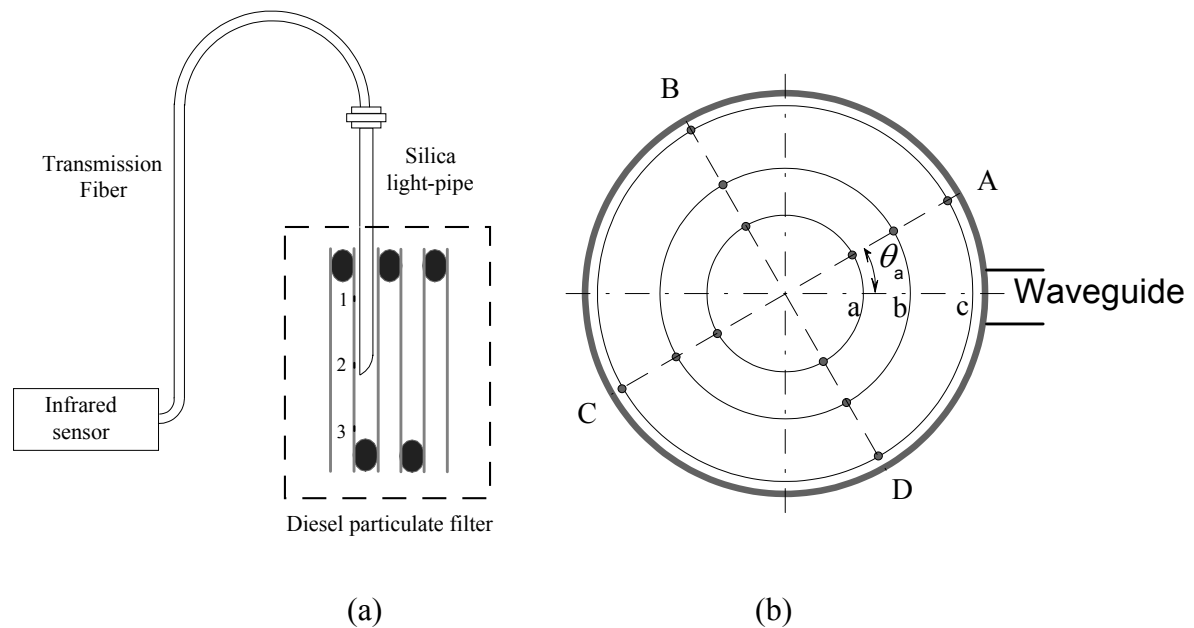 Transmission
Fiber
Silica
light-pipe
1
2
3
Infrared
sensor
Diesel particulate filter
(a)
B
A
θa
a
b
c
Waveguide
C
D
(b)